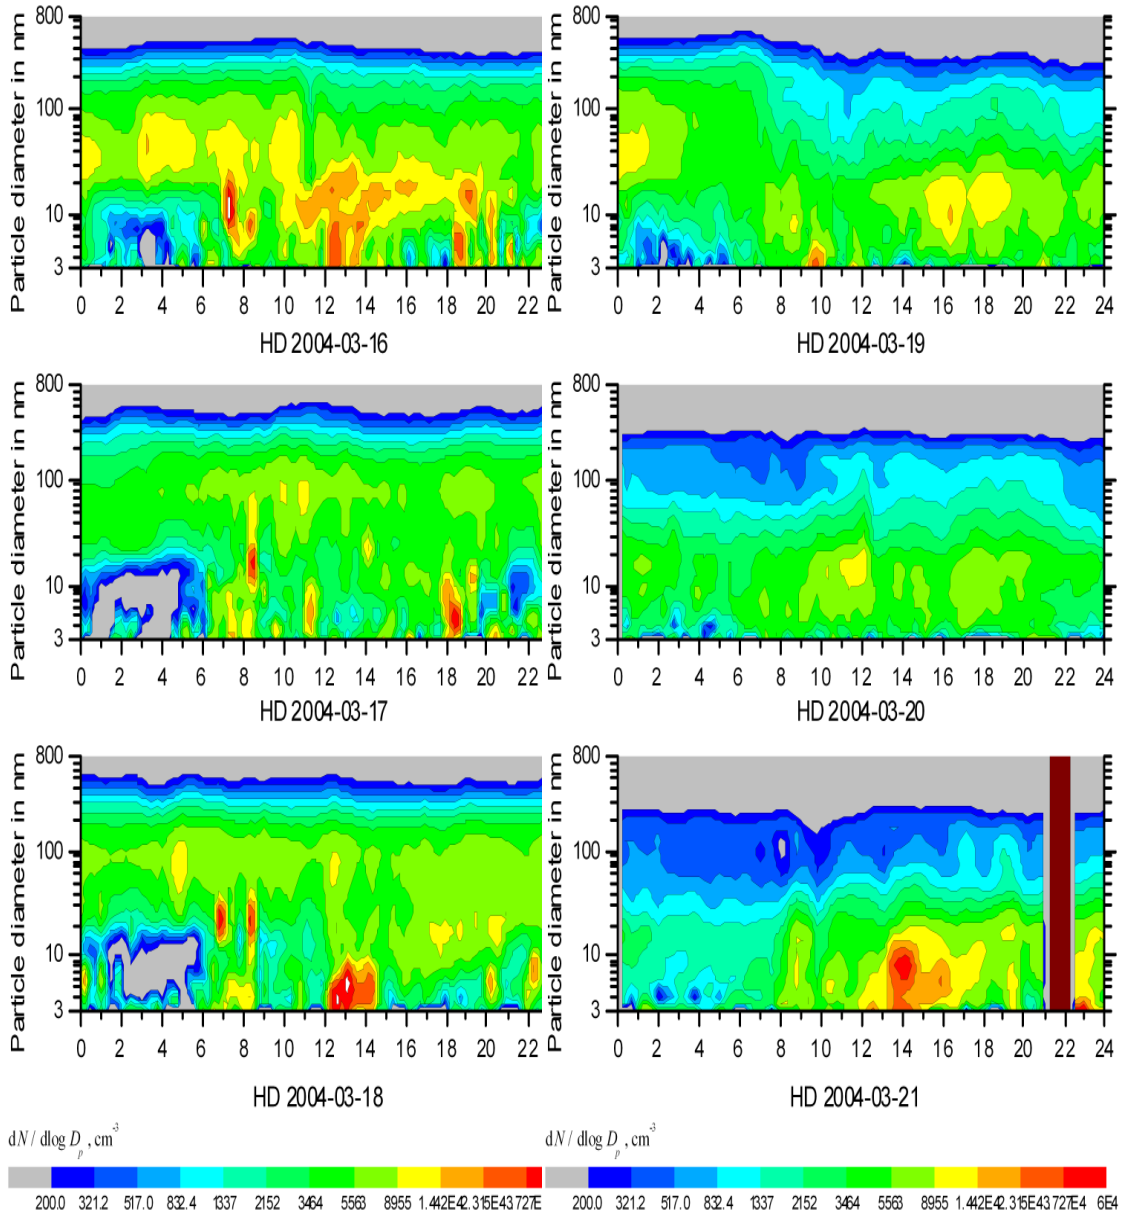 Particle diameter in nm
800
100
10
3
0 2 4 6 8 10 12 14 16 18 20 22
HD 2004-03-16
Particle diameter in nm
800
100
10
3
0 2 4 6 8 10 12 14 16 18 20 22 24
HD 2004-03-19
Particle diameter in nm
800
100
10
3
0 2 4 6 8 10 12 14 16 18 20 22
HD 2004-03-17
Particle diameter in nm
800
100
10
3
0 2 4 6 8 10 12 14 16 18 20 22 24
HD 2004-03-20
Particle diameter in nm
800
100
10
3
0 2 4 6 8 10 12 14 16 18 20 22
HD 2004-03-18
Particle diameter in nm
800
100
10
3
0 2 4 6 8 10 12 14 16 18 20 22 24
HD 2004-03-21
dN / dlog Dp , cm-3
200.0 321.2 517.0 832.4 1337 2152 3464 5563 8955 1.442E4 2.315E4 3727E4
dN / dlog Dp , cm-3
200.0 321.2 517.0 832.4 1337 2152 3464 5563 8955 1.442E4 2.315E4 3727E4 6E4